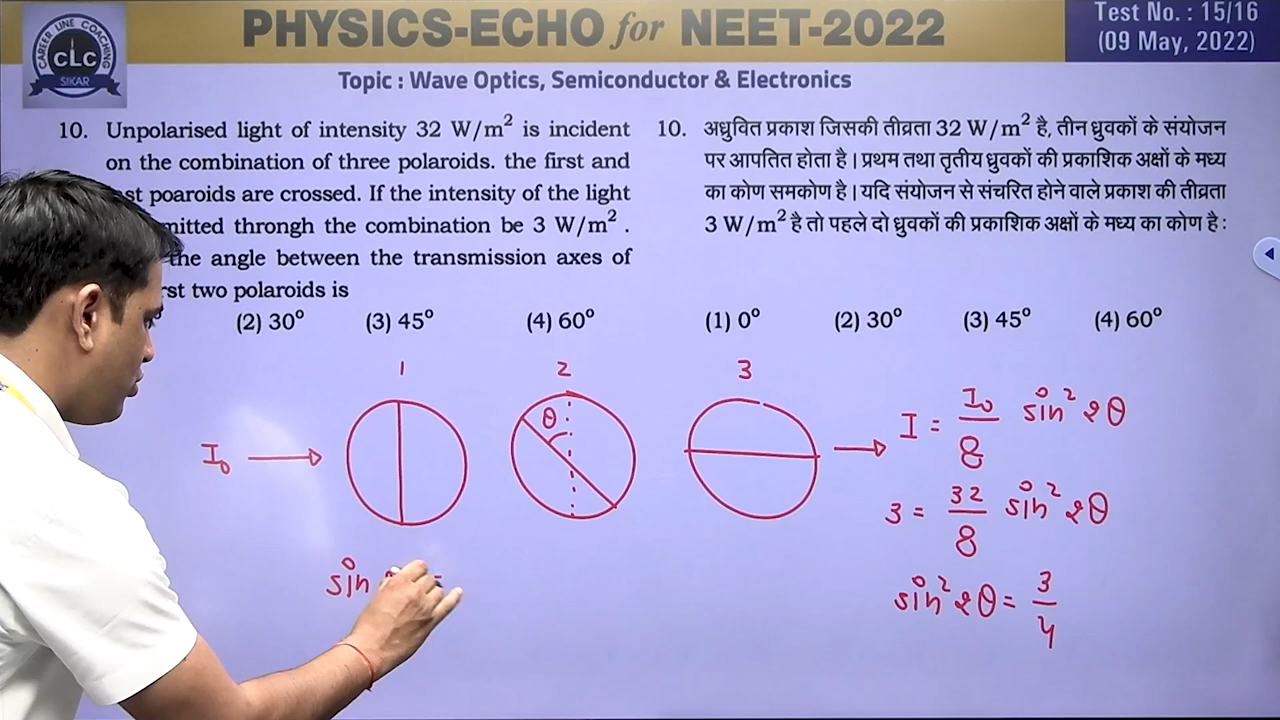 PHYSICS-ECHO for NEET-2022
Test No. : 15/16
(09 May, 2022)
CAREER LINE COACHING
CLC
SIKAR
Topic : Wave Optics, Semiconductor & Electronics
10. Unpolarised light of intensity 32 W/m² is incident
on the combination of three polaroids. the first and
st poaroids are crossed. If the intensity of the light
mitted throngh the combination be 3 W/m².
the angle between the transmission axes of
rst two polaroids is
(2) 30° (3) 45° (4) 60°
10. अध्रुवित प्रकाश जिसकी तीव्रता 32 W/m² है, तीन ध्रुवकों के संयोजन
पर आपतित होता है। प्रथम तथा तृतीय ध्रुवकों की प्रकाशिक अक्षों के मध्य
का कोण समकोण है। यदि संयोजन से संचरित होने वाले प्रकाश की तीव्रता
3 W/m² है तो पहले दो ध्रुवकों की प्रकाशिक अक्षों के मध्य का कोण है :
(1) 0° (2) 30° (3) 45° (4) 60°
1 2 3
θ
I₀
I = I₀/8 sin² 2θ
3 = 32/8 sin² 2θ
sin² 2θ = 3/4
sin